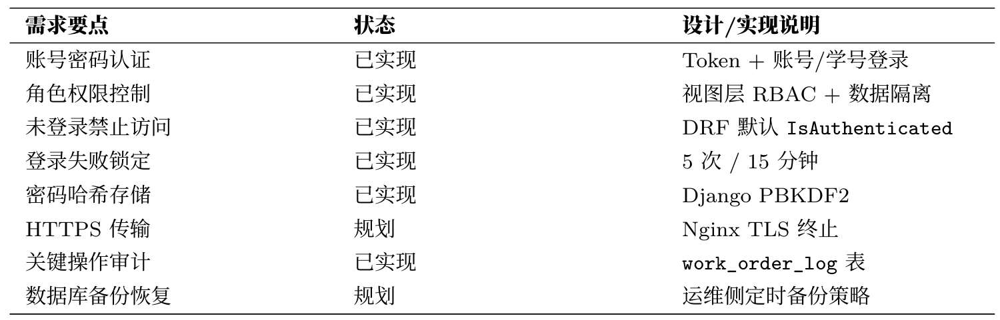 需求要点 状态 设计/实现说明
账号密码认证 已实现 Token + 账号/学号登录
角色权限控制 已实现 视图层 RBAC + 数据隔离
未登录禁止访问 已实现 DRF 默认 IsAuthenticated
登录失败锁定 已实现 5 次 / 15 分钟
密码哈希存储 已实现 Django PBKDF2
HTTPS 传输 规划 Nginx TLS 终止
关键操作审计 已实现 work_order_log 表
数据库备份恢复 规划 运维侧定时备份策略